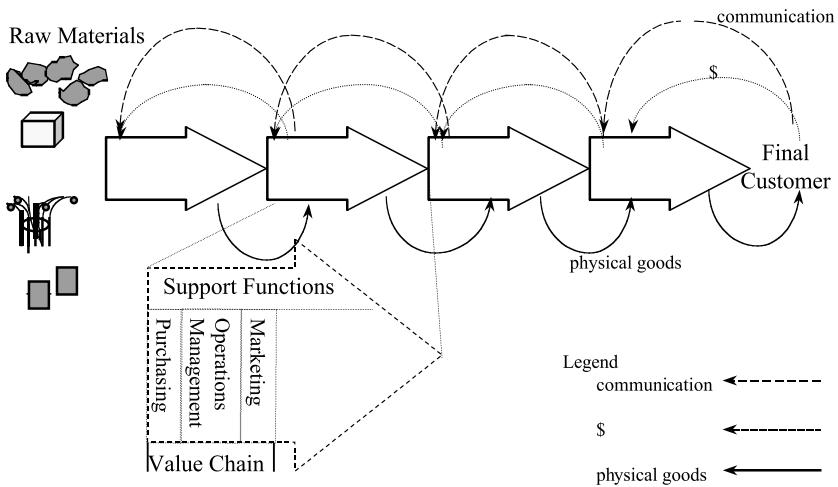 communication
Raw Materials
$
Final
Customer
physical goods
Support Functions
Purchasing
Management
Operations
Marketing
Value Chain
Legend
communication
$
physical goods